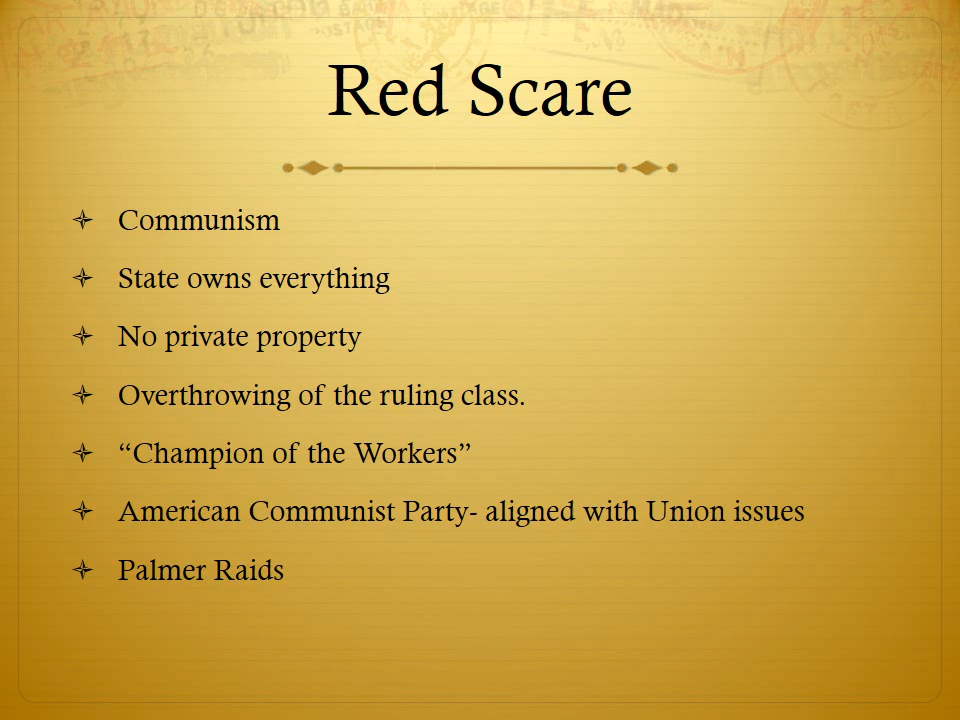 Red Scare
Communism
State owns everything
No private property
Overthrowing of the ruling class.
“Champion of the Workers”
American Communist Party- aligned with Union issues
Palmer Raids